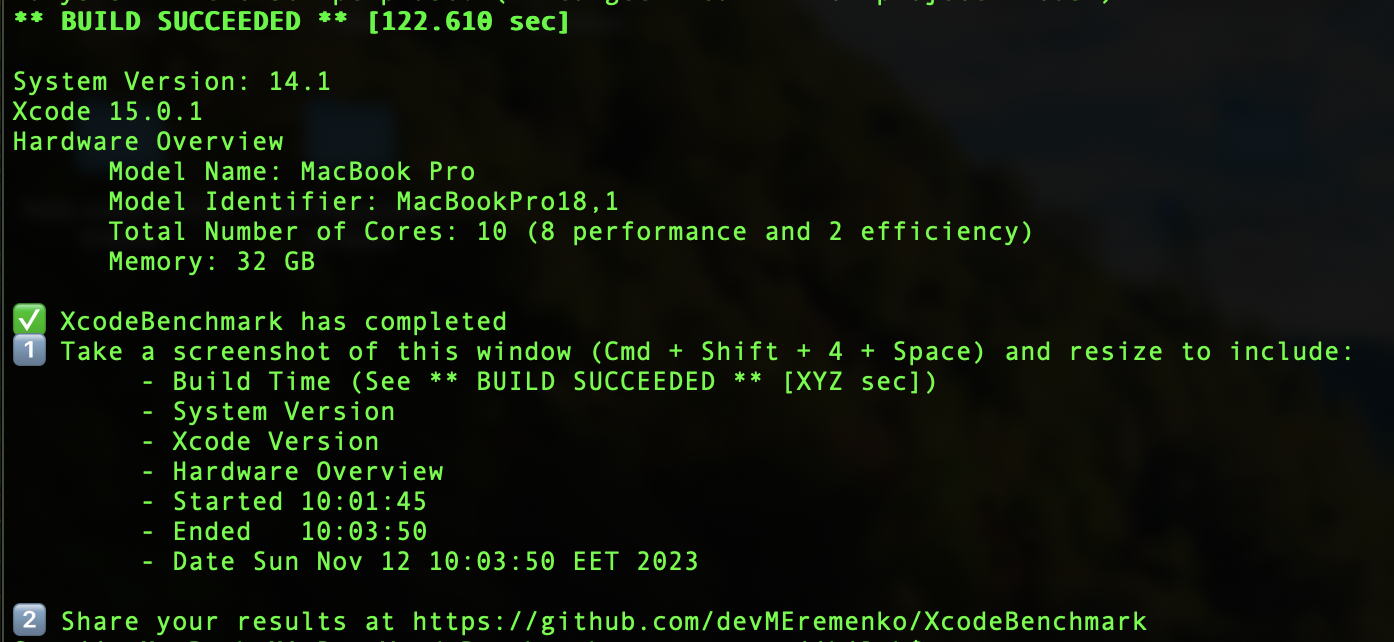 ** BUILD SUCCEEDED ** [122.610 sec]
System Version: 14.1
Xcode 15.0.1
Hardware Overview
Model Name: MacBook Pro
Model Identifier: MacBookPro18,1
Total Number of Cores: 10 (8 performance and 2 efficiency)
Memory: 32 GB
✅ XcodeBenchmark has completed
1️⃣ Take a screenshot of this window (Cmd + Shift + 4 + Space) and resize to include:
- Build Time (See ** BUILD SUCCEEDED ** [XYZ sec])
- System Version
- Xcode Version
- Hardware Overview
- Started 10:01:45
- Ended   10:03:50
- Date Sun Nov 12 10:03:50 EET 2023
2️⃣ Share your results at https://github.com/devMEremenko/XcodeBenchmark